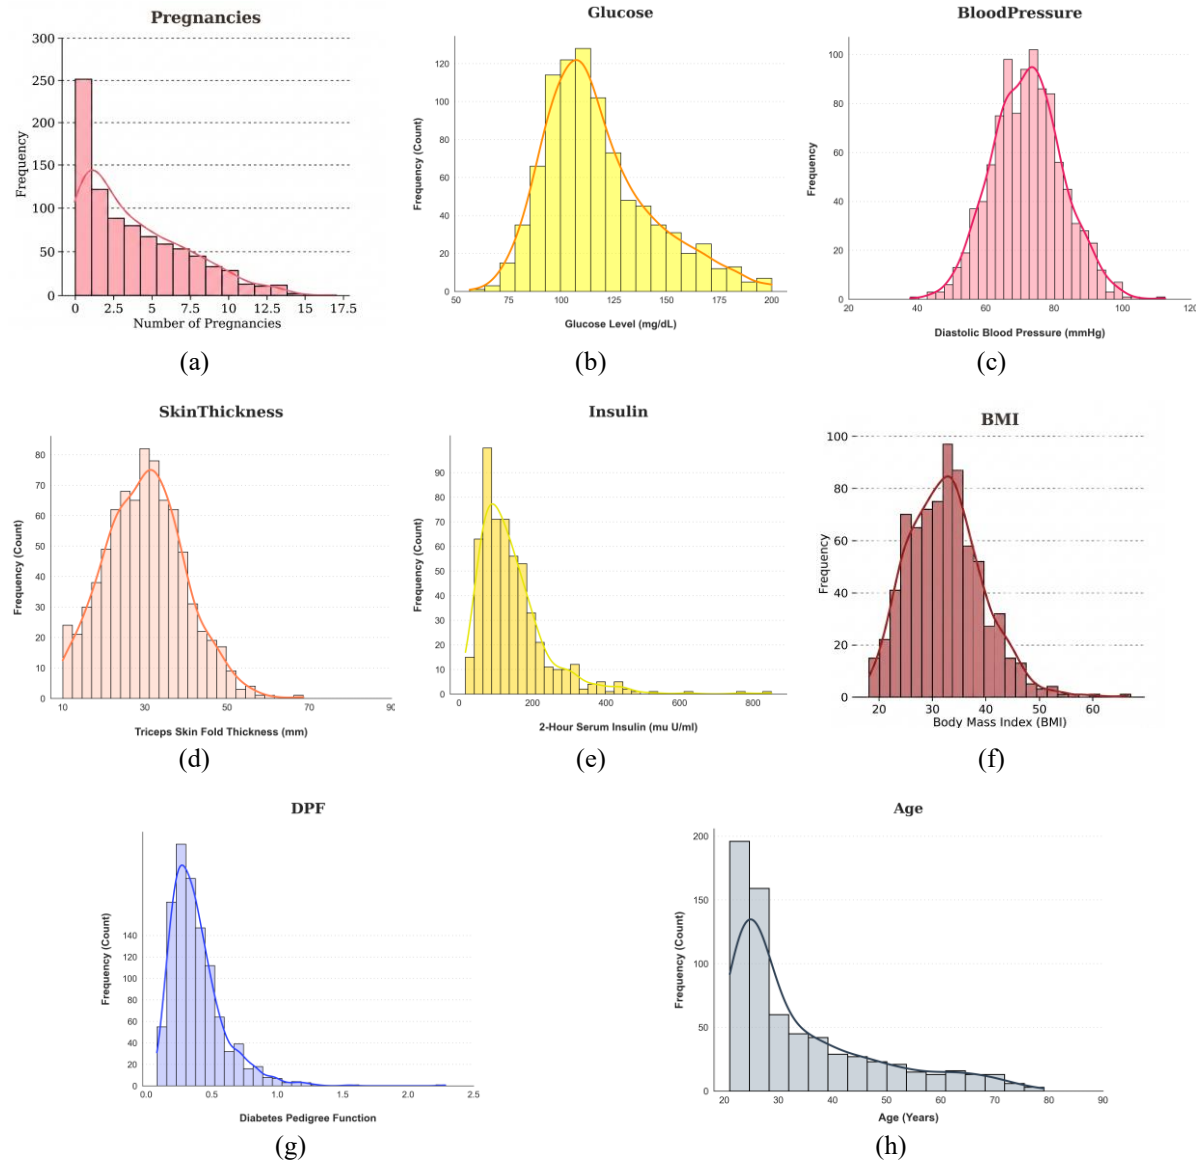 Pregnancies
300
250
200
150
100
50
0
Frequency
0 2.5 5 7.5 10 12.5 15 17.5
Number of Pregnancies
(a)
Glucose
120
100
80
60
40
20
0
Frequency (Count)
50 75 100 125 150 175 200
Glucose Level (mg/dL)
(b)
BloodPressure
100
80
60
40
20
0
Frequency
20 40 60 80 100 120
Diastolic Blood Pressure (mmHg)
(c)
SkinThickness
80
70
60
50
40
30
20
10
0
Frequency (Count)
10 30 50 70 90
Triceps Skin Fold Thickness (mm)
(d)
Insulin
90
80
70
60
50
40
30
20
10
0
Frequency (Count)
0 200 400 600 800
2-Hour Serum Insulin (mu U/ml)
(e)
BMI
100
80
60
40
20
0
Frequency
20 30 40 50 60
Body Mass Index (BMI)
(f)
DPF
140
120
100
80
60
40
20
0
Frequency (Count)
0.0 0.5 1.0 1.5 2.0 2.5
Diabetes Pedigree Function
(g)
Age
200
150
100
50
0
Frequency (Count)
20 30 40 50 60 70 80 90
Age (Years)
(h)